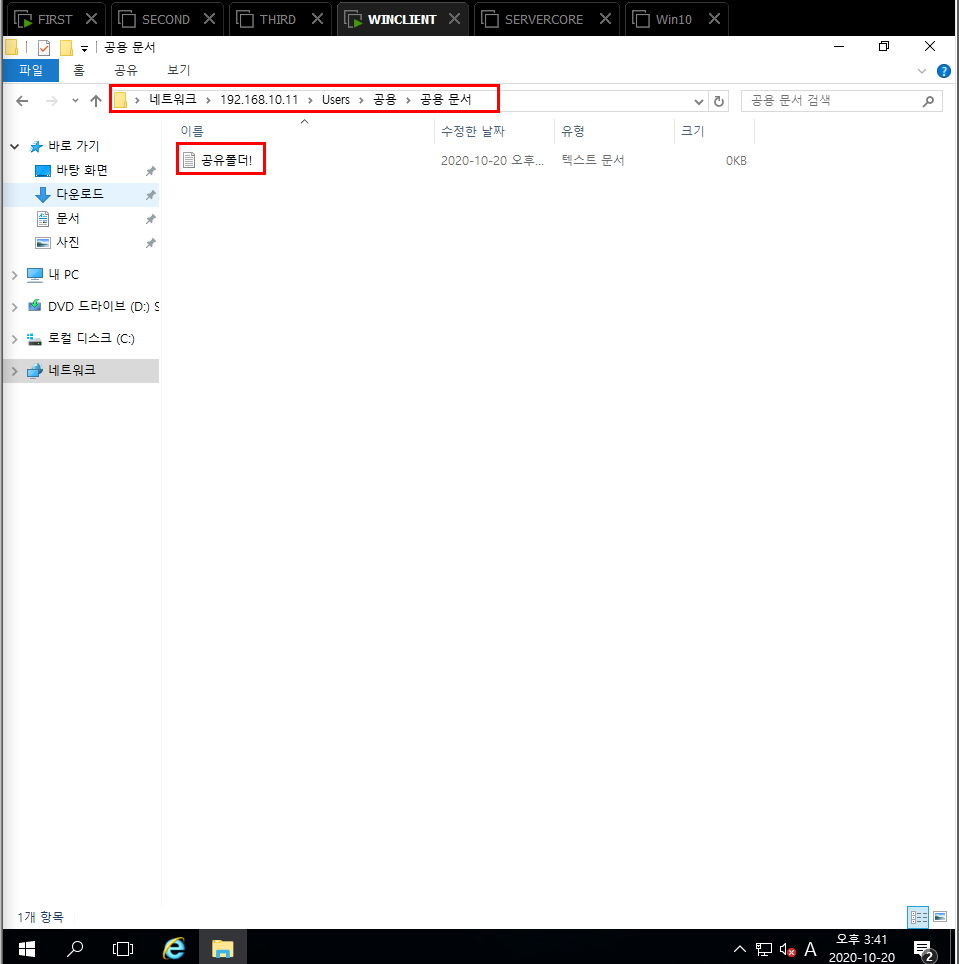 FIRST SECOND THIRD WINCLIENT SERVERCORE Win10
공용 문서
파일 홈 공유 보기
네트워크 192.168.10.11 Users 공용 공용 문서 공용 문서 검색
이름 수정한 날짜 유형 크기
공유폴더! 2020-10-20 오후... 텍스트 문서 0KB
바로 가기
바탕 화면
다운로드
문서
사진
내 PC
DVD 드라이브 (D:) S
로컬 디스크 (C:)
네트워크
1개 항목
A 오후 3:41
2020-10-20 2